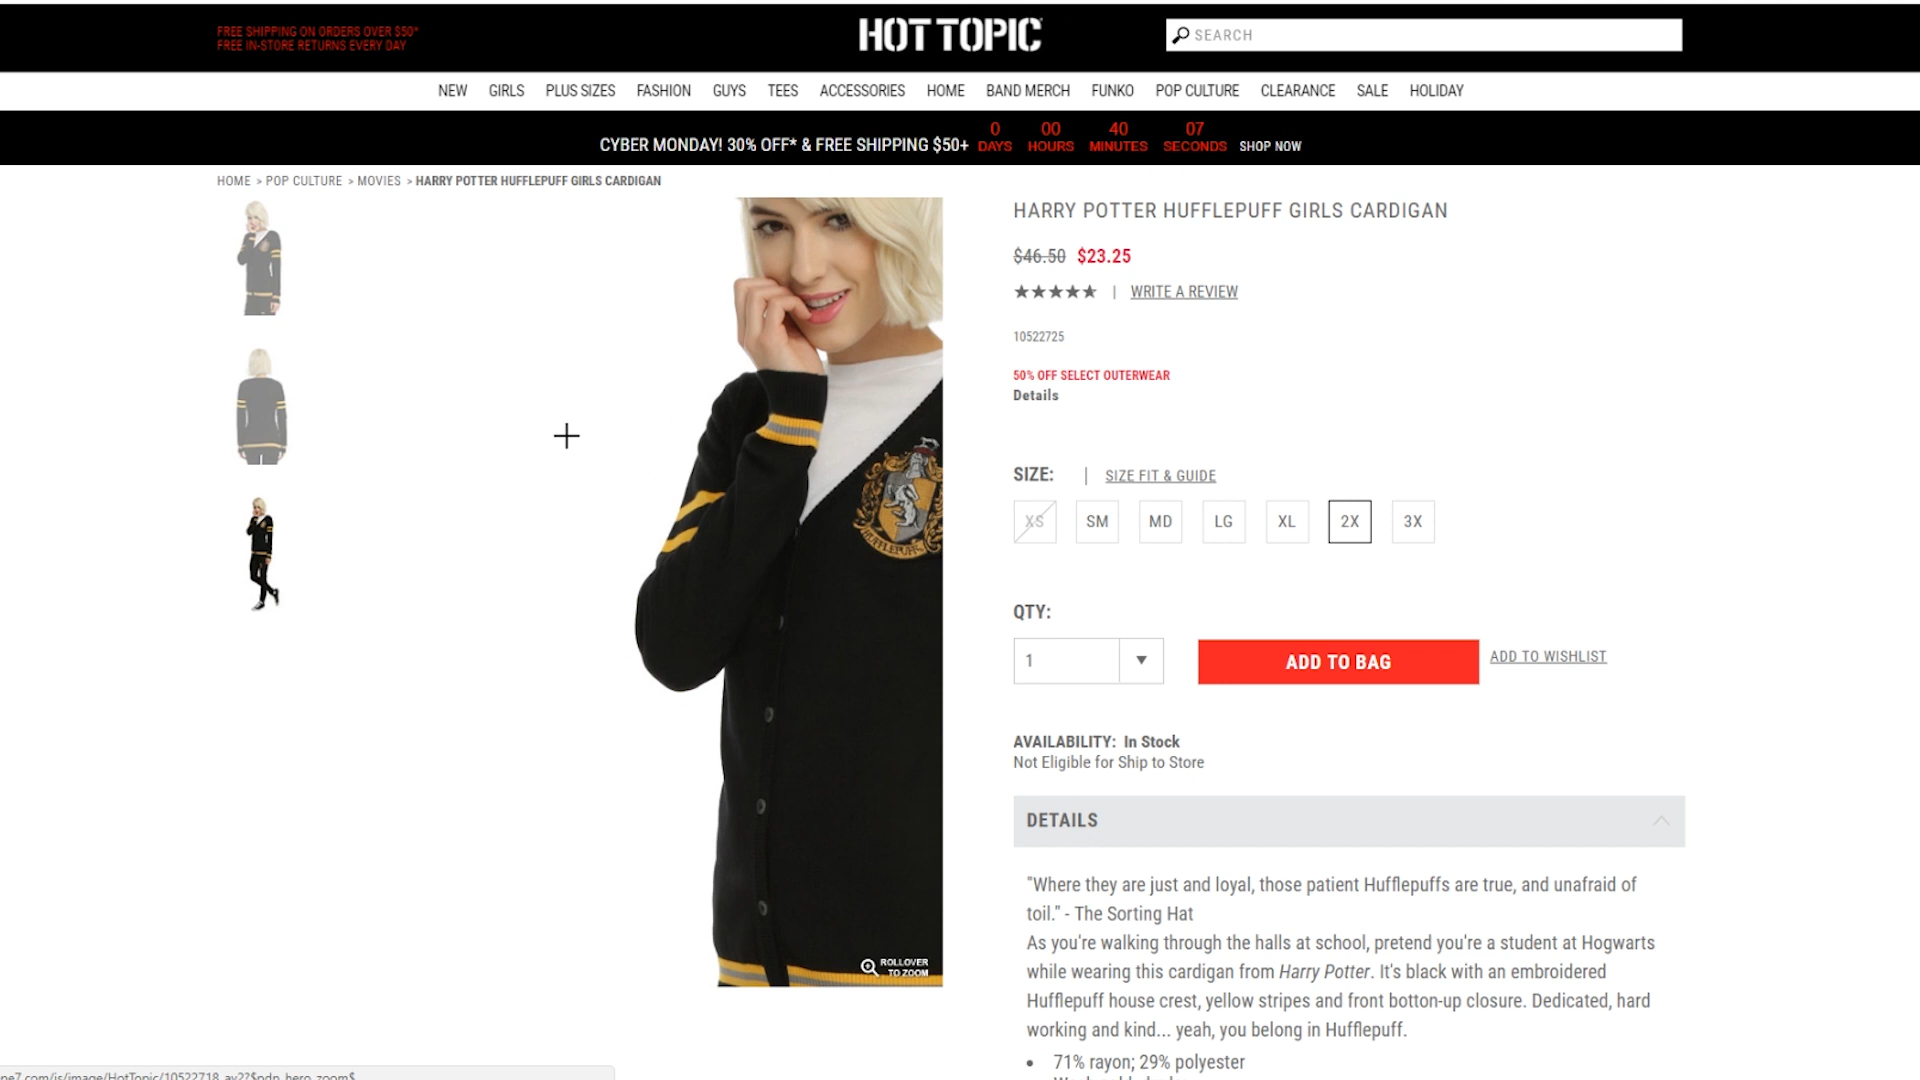 FREE SHIPPING ON ORDERS OVER $50*
FREE IN-STORE RETURNS EVERY DAY
HOT TOPIC
SEARCH
NEW GIRLS PLUS SIZES FASHION GUYS TEES ACCESSORIES HOME BAND MERCH FUNKO POP CULTURE CLEARANCE SALE HOLIDAY
CYBER MONDAY! 30% OFF* & FREE SHIPPING $50+ 0 DAYS 00 HOURS 40 MINUTES 07 SECONDS SHOP NOW
HOME > POP CULTURE > MOVIES > HARRY POTTER HUFFLEPUFF GIRLS CARDIGAN
HUFFLEPUFF
ROLLOVER
TO ZOOM
HARRY POTTER HUFFLEPUFF GIRLS CARDIGAN
$46.50 $23.25
| WRITE A REVIEW
10522725
50% OFF SELECT OUTERWEAR
Details
SIZE: | SIZE FIT & GUIDE
XS SM MD LG XL 2X 3X
QTY:
1 ADD TO BAG ADD TO WISHLIST
AVAILABILITY: In Stock
Not Eligible for Ship to Store
DETAILS
"Where they are just and loyal, those patient Hufflepuffs are true, and unafraid of
toil." - The Sorting Hat
As you're walking through the halls at school, pretend you're a student at Hogwarts
while wearing this cardigan from Harry Potter. It's black with an embroidered
Hufflepuff house crest, yellow stripes and front botton-up closure. Dedicated, hard
working and kind... yeah, you belong in Hufflepuff.
• 71% rayon; 29% polyester